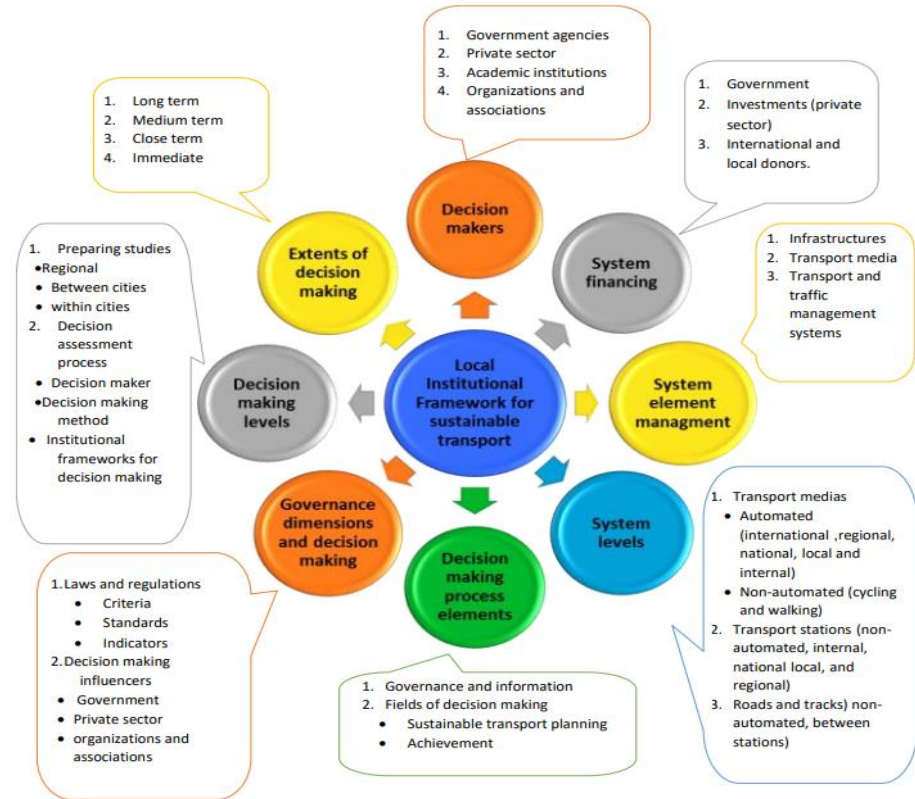 1. Government agencies
2. Private sector
3. Academic institutions
4. Organizations and
associations
1. Long term
2. Medium term
3. Close term
4. Immediate
1. Government
2. Investments (private
sector)
3. International and
local donors.
Decision
makers
Extents of
decision
making
System
financing
1. Infrastructures
2. Transport media
3. Transport and
traffic
management
systems
1. Preparing studies
•Regional
• Between cities
• within cities
2. Decision
assessment
process
• Decision maker
•Decision making
method
• Institutional
frameworks for
decision making
Decision
making
levels
Local
Institutional
Framework for
sustainable
transport
System
element
managment
Governance
dimensions
and decision
making
Decision
making
process
elements
System
levels
1. Transport medias
• Automated
(international ,regional,
national, local and
internal)
• Non-automated (cycling
and walking)
2. Transport stations (non-
automated, internal,
national local, and
regional)
3. Roads and tracks) non-
automated, between
stations)
1.Laws and regulations
• Criteria
• Standards
• Indicators
2.Decision making
influencers
• Government
• Private sector
• organizations and
associations
1. Governance and information
2. Fields of decision making
• Sustainable transport planning
• Achievement